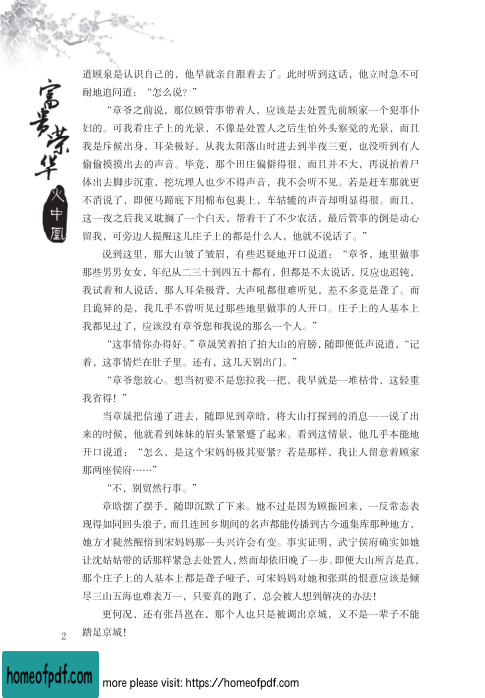 富贵荣华
火中凰
道顾泉是认识自己的，他早就亲自跟着去了。此时听到这话，他立时急不可
耐地追问道：“怎么说？”
“章爷之前说，那位顾管事带着人，应该是去处置先前顾家一个犯事仆
妇的。可我看庄子上的光景，不像是处置人之后生怕外头察觉的光景，而且
我是斥候出身，耳朵极好，从我太阳落山时进去到半夜三更，也没听到有人
偷偷摸摸出去的声音。毕竟，那个田庄偏僻得很，而且并不大，再说抬着尸
体出去脚步沉重，挖坑埋人也少不得声音，我不会听不见。若是赶车那就更
不消说了，即便马蹄底下用棉布包裹上，车轱辘的声音却明显得很。而且，
这一夜之后我又耽搁了一个白天，帮着干了不少农活，最后管事的倒是动心
留我，可旁边人提醒这儿庄子上的都是什么人，他就不说话了。”
说到这里，那大山皱了皱眉，有些迟疑地开口说道：“章爷，地里做事
那些男男女女，年纪从二三十到四五十都有，但都是不太说话，反应也迟钝，
我试着和人说话，那人耳朵极背，大声吼都很难听见，差不多竟是聋了。而
且诡异的是，我几乎不曾听见过那些地里做事的人开口。庄子上的人基本上
我都见过了，应该没有章爷您和我说的那么一个人。”
“这事情你办得好。”章晟笑着拍了拍大山的肩膀，随即便低声说道，“记
着，这事情烂在肚子里。还有，这几天别出门。”
“章爷您放心。想当初要不是您拉我一把，我早就是一堆枯骨，这轻重
我省得！”
当章晟把信递了进去，随即见到章晗，将大山打探到的消息一一说了出
来的时候，他就看到妹妹的眉头紧紧蹙了起来。看到这情景，他几乎本能地
开口说道：“怎么，是这个宋妈妈极其要紧？若是那样，我让人留意着顾家
那两座侯府……”
“不，别贸然行事。”
章晗摆了摆手，随即沉默了下来。她不过是因为顾振回来，一反常态表
现得如同回头浪子，而且连回乡期间的名声都能传播到古今通集库那种地方，
她方才陡然醒悟到宋妈妈那一头兴许会有变。事实证明，武宁侯府确实如她
让沈姑姑带的话那样紧急去处置人，然而却依旧晚了一步。即便大山所言是真，
那个庄子上的人基本上都是聋子哑子，可宋妈妈对她和张琪的恨意应该是倾
尽三山五海也难表万一，只要真的跑了，总会被人想到解决的办法！
更何况，还有张昌邕在，那个人也只是被调出京城，又不是一辈子不能
踏足京城！
2
homeofpdf.com
more please visit: https://homeofpdf.com